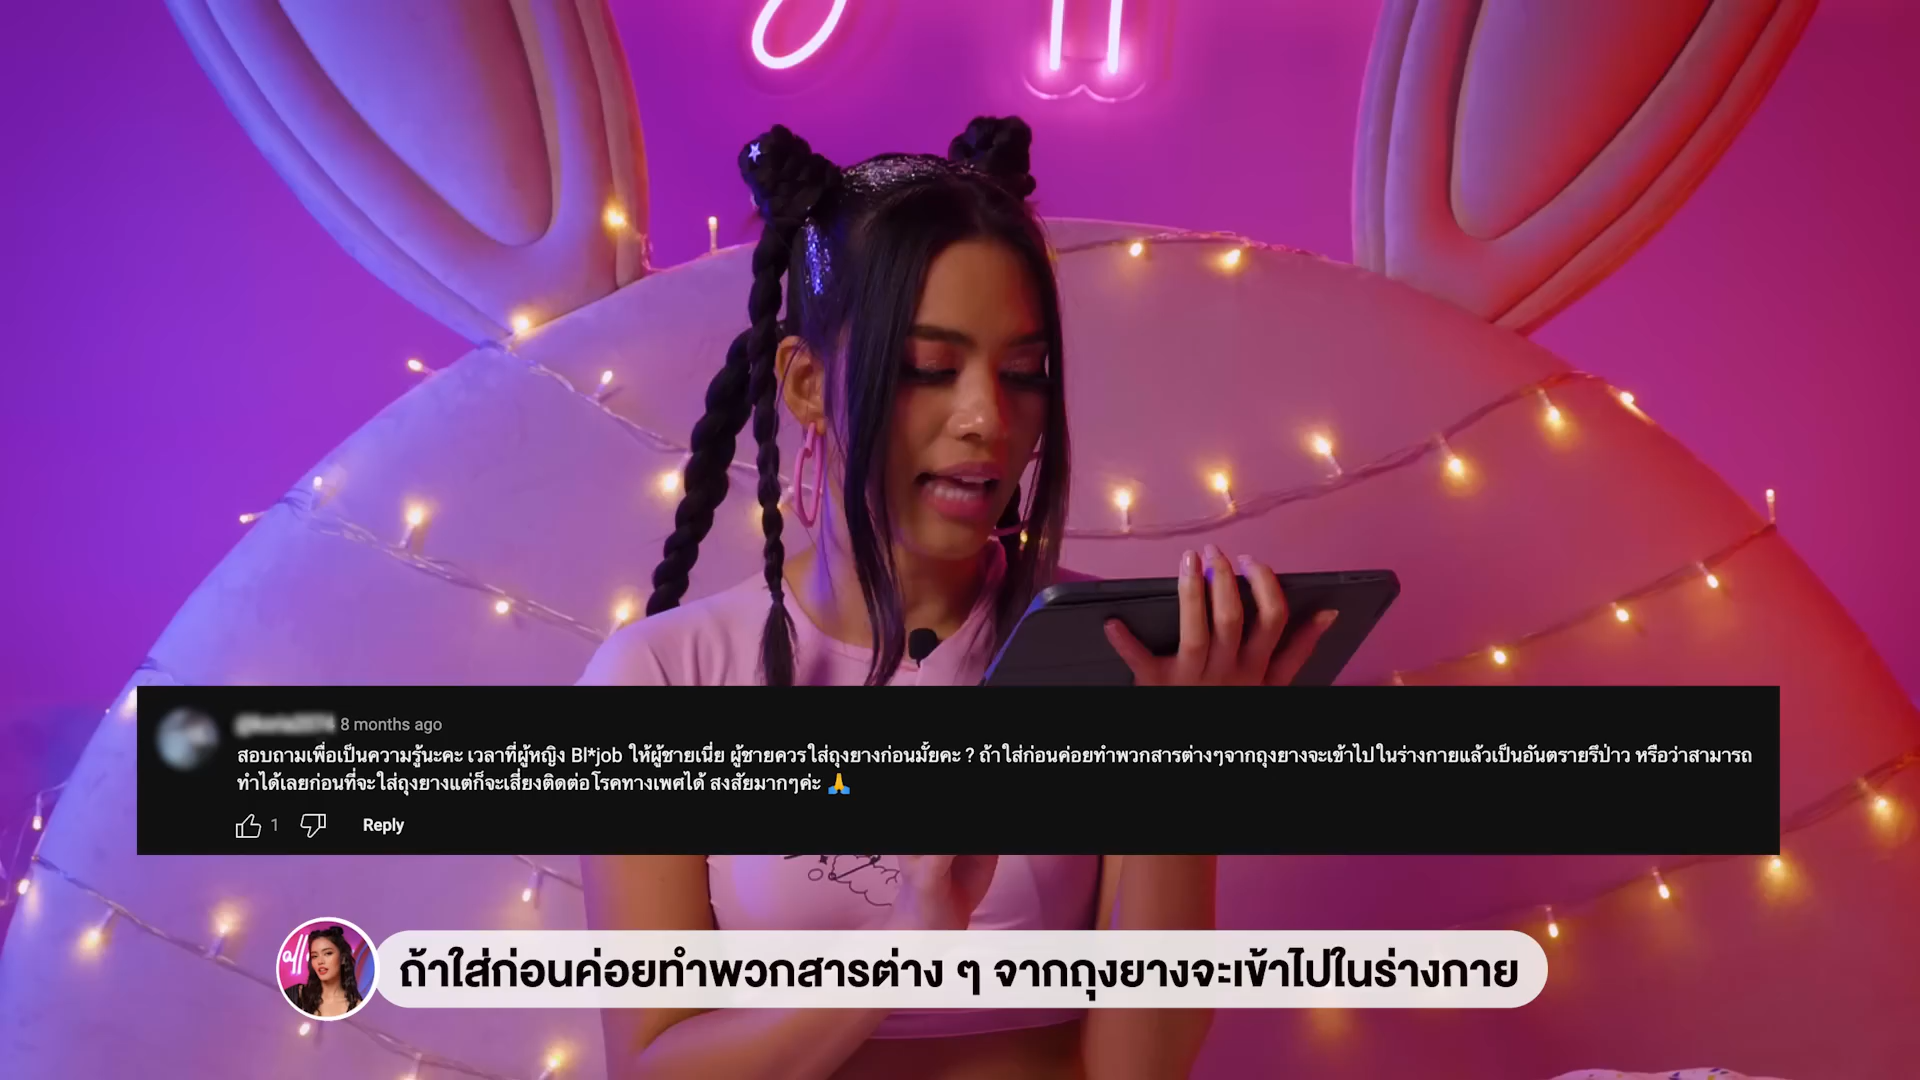 8 months ago
สอบถามเพื่อเป็นความรู้นะคะ เวลาที่ผู้หญิง Bl*job ให้ผู้ชายเนี่ย ผู้ชายควรใส่ถุงยางก่อนมั้ยคะ ? ถ้าใส่ก่อนค่อยทำพวกสารต่างๆจากถุงยางจะเข้าไปในร่างกายแล้วเป็นอันตรายรึป่าว หรือว่าสามารถ
ทำได้เลยก่อนที่จะใส่ถุงยางแต่ก็จะเสี่ยงติดต่อโรคทางเพศได้ สงสัยมากๆค่ะ 🙏
1 Reply
ถ้าใส่ก่อนค่อยทำพวกสารต่าง ๆ จากถุงยางจะเข้าไปในร่างกาย